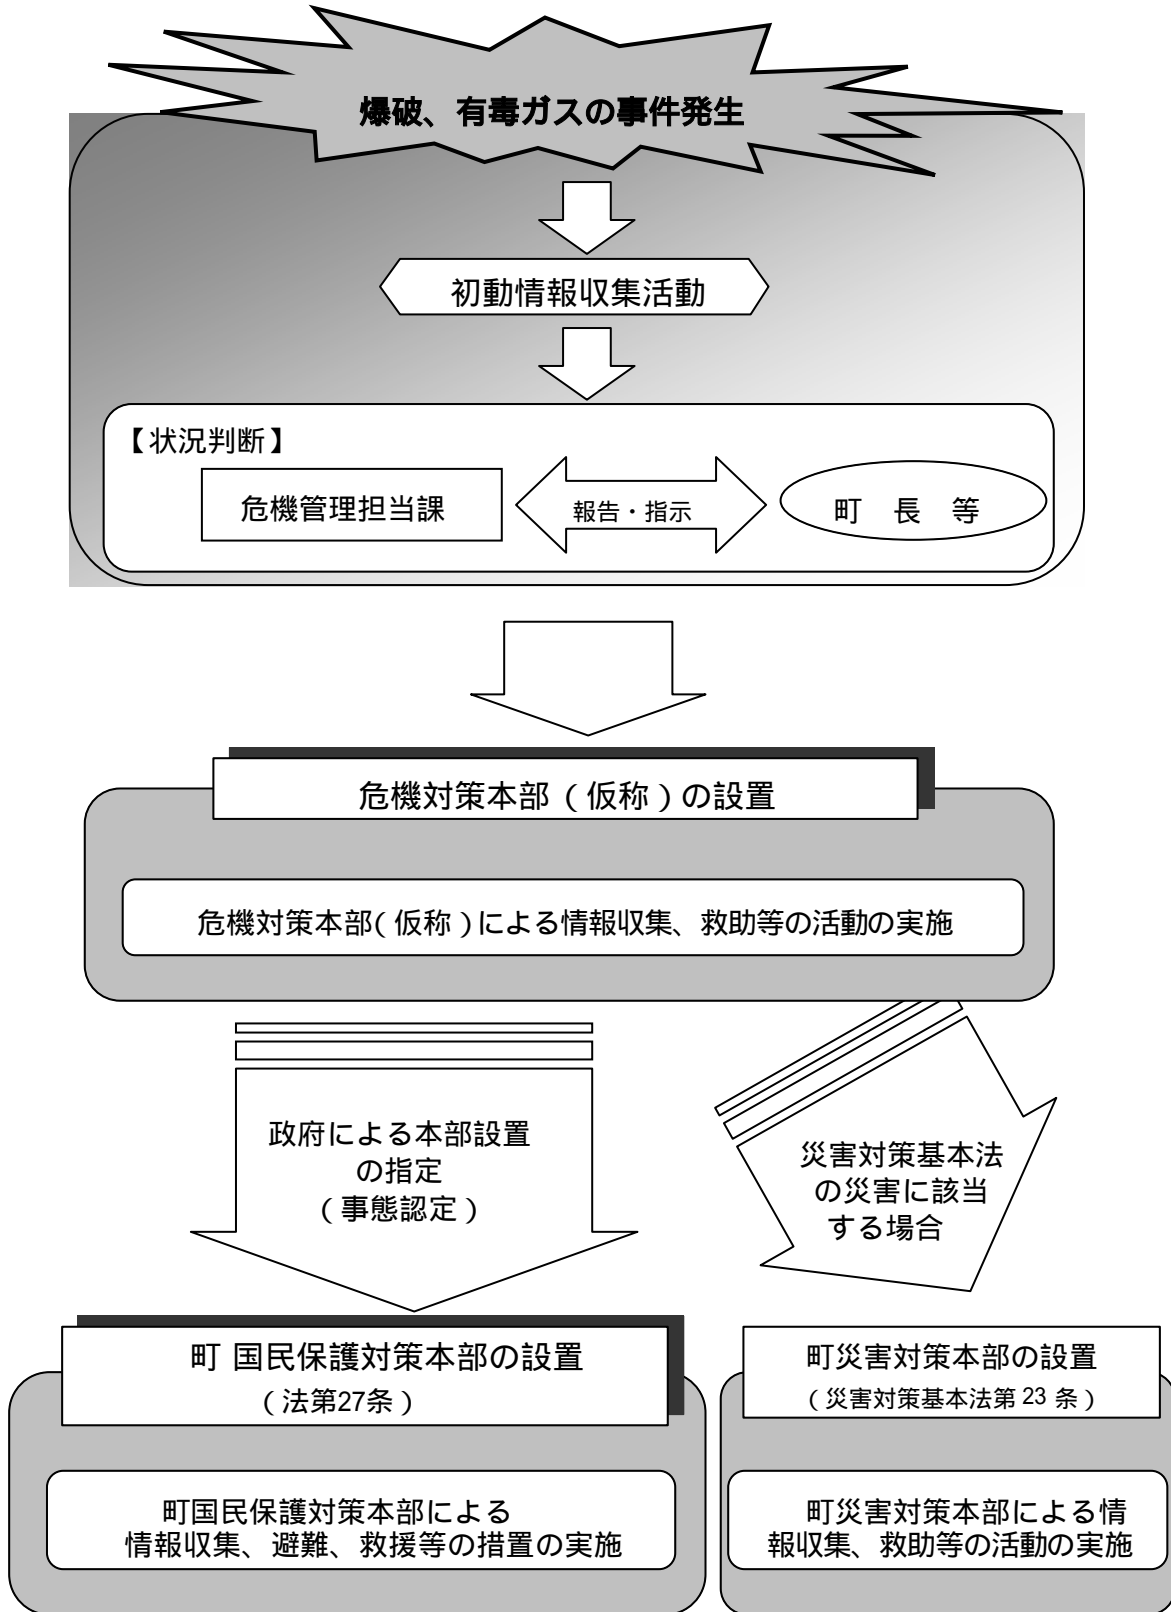 爆破、有毒ガスの事件発生
初動情報収集活動
【状況判断】
危機管理担当課
報告・指示
町　長　等
危機対策本部（仮称）の設置
危機対策本部（仮称）による情報収集、救助等の活動の実施
政府による本部設置
の指定
（事態認定）
災害対策基本法
の災害に該当
する場合
町 国民保護対策本部の設置
（法第27条）
町国民保護対策本部による
情報収集、避難、救援等の措置の実施
町災害対策本部の設置
（災害対策基本法第 23 条）
町災害対策本部による情
報収集、救助等の活動の実施